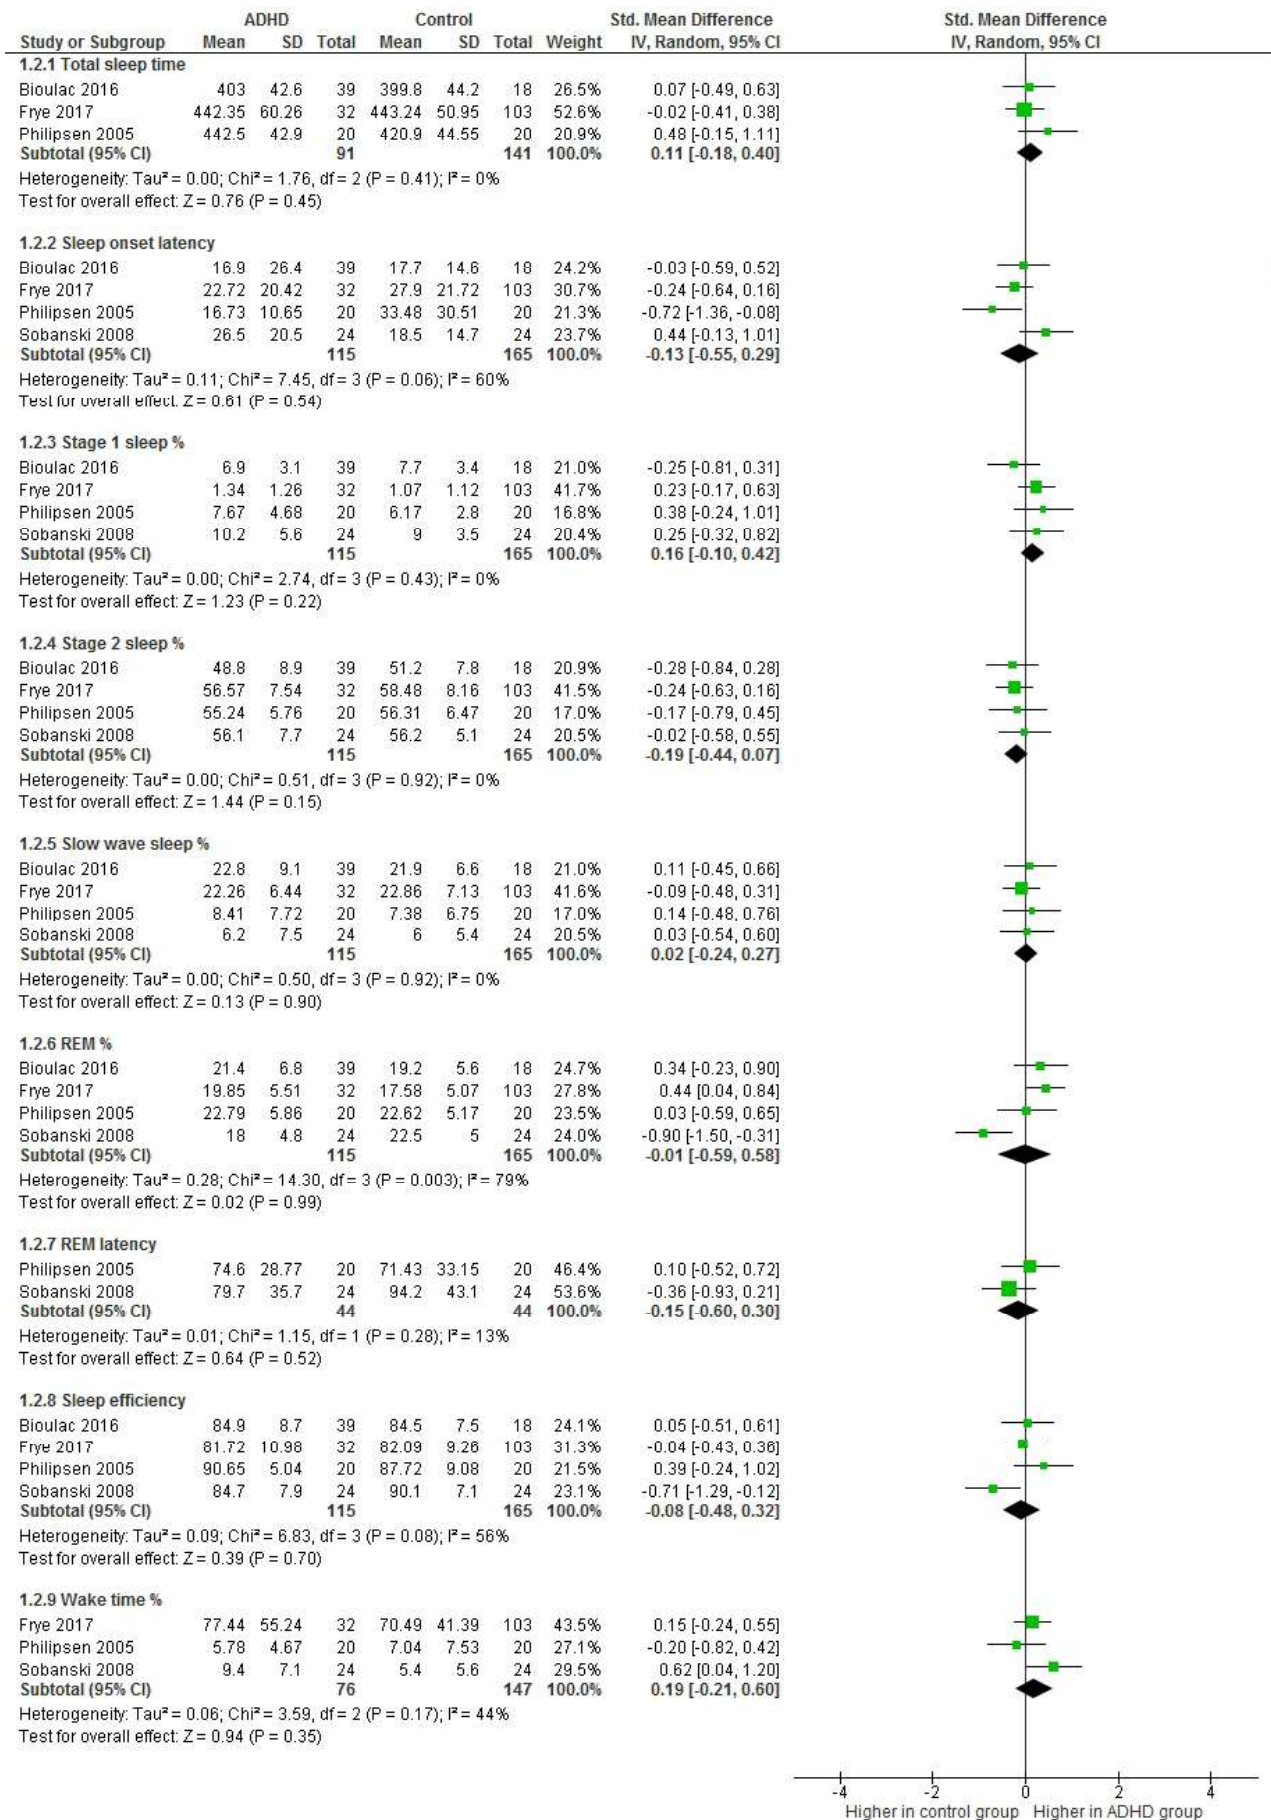 ADHD Control Std. Mean Difference Std. Mean Difference
Study or Subgroup Mean SD Total Mean SD Total Weight IV, Random, 95% CI IV, Random, 95% CI
1.2.1 Total sleep time
Bioulac 2016 403 42.6 39 399.8 44.2 18 26.5% 0.07 [-0.49, 0.63]
Frye 2017 442.35 60.26 32 443.24 50.95 103 52.6% -0.02 [-0.41, 0.38]
Philipsen 2005 442.5 42.9 20 420.9 44.55 20 20.9% 0.48 [-0.15, 1.11]
Subtotal (95% CI) 91 141 100.0% 0.11 [-0.18, 0.40]
Heterogeneity: Tau² = 0.00; Chi² = 1.76, df = 2 (P = 0.41); I² = 0%
Test for overall effect: Z = 0.76 (P = 0.45)
1.2.2 Sleep onset latency
Bioulac 2016 16.9 26.4 39 17.7 14.6 18 24.2% -0.03 [-0.59, 0.52]
Frye 2017 22.72 20.42 32 27.9 21.72 103 30.7% -0.24 [-0.64, 0.16]
Philipsen 2005 16.73 10.65 20 33.48 30.51 20 21.3% -0.72 [-1.36, -0.08]
Sobanski 2008 26.5 20.5 24 18.5 14.7 24 23.7% 0.44 [-0.13, 1.01]
Subtotal (95% CI) 115 165 100.0% -0.13 [-0.55, 0.29]
Heterogeneity: Tau² = 0.11; Chi² = 7.45, df = 3 (P = 0.06); I² = 60%
Test for overall effect: Z = 0.61 (P = 0.54)
1.2.3 Stage 1 sleep %
Bioulac 2016 6.9 3.1 39 7.7 3.4 18 21.0% -0.25 [-0.81, 0.31]
Frye 2017 1.34 1.26 32 1.07 1.12 103 41.7% 0.23 [-0.17, 0.63]
Philipsen 2005 7.67 4.68 20 6.17 2.8 20 16.8% 0.38 [-0.24, 1.01]
Sobanski 2008 10.2 5.6 24 9 3.5 24 20.4% 0.25 [-0.32, 0.82]
Subtotal (95% CI) 115 165 100.0% 0.16 [-0.10, 0.42]
Heterogeneity: Tau² = 0.00; Chi² = 2.74, df = 3 (P = 0.43); I² = 0%
Test for overall effect: Z = 1.23 (P = 0.22)
1.2.4 Stage 2 sleep %
Bioulac 2016 48.8 8.9 39 51.2 7.8 18 20.9% -0.28 [-0.84, 0.28]
Frye 2017 56.57 7.54 32 58.48 8.16 103 41.5% -0.24 [-0.63, 0.16]
Philipsen 2005 55.24 5.76 20 56.31 6.47 20 17.0% -0.17 [-0.79, 0.45]
Sobanski 2008 56.1 7.7 24 56.2 5.1 24 20.5% -0.02 [-0.58, 0.55]
Subtotal (95% CI) 115 165 100.0% -0.19 [-0.44, 0.07]
Heterogeneity: Tau² = 0.00; Chi² = 0.51, df = 3 (P = 0.92); I² = 0%
Test for overall effect: Z = 1.44 (P = 0.15)
1.2.5 Slow wave sleep %
Bioulac 2016 22.8 9.1 39 21.9 6.6 18 21.0% 0.11 [-0.45, 0.66]
Frye 2017 22.26 6.44 32 22.86 7.13 103 41.6% -0.09 [-0.48, 0.31]
Philipsen 2005 8.41 7.72 20 7.38 6.75 20 17.0% 0.14 [-0.48, 0.76]
Sobanski 2008 6.2 7.5 24 6 5.4 24 20.5% 0.03 [-0.54, 0.60]
Subtotal (95% CI) 115 165 100.0% 0.02 [-0.24, 0.27]
Heterogeneity: Tau² = 0.00; Chi² = 0.50, df = 3 (P = 0.92); I² = 0%
Test for overall effect: Z = 0.13 (P = 0.90)
1.2.6 REM %
Bioulac 2016 21.4 6.8 39 19.2 5.6 18 24.7% 0.34 [-0.23, 0.90]
Frye 2017 19.85 5.51 32 17.58 5.07 103 27.8% 0.44 [0.04, 0.84]
Philipsen 2005 22.79 5.86 20 22.62 5.17 20 23.5% 0.03 [-0.59, 0.65]
Sobanski 2008 18 4.8 24 22.5 5 24 24.0% -0.90 [-1.50, -0.31]
Subtotal (95% CI) 115 165 100.0% -0.01 [-0.59, 0.58]
Heterogeneity: Tau² = 0.28; Chi² = 14.30, df = 3 (P = 0.003); I² = 79%
Test for overall effect: Z = 0.02 (P = 0.99)
1.2.7 REM latency
Philipsen 2005 74.6 28.77 20 71.43 33.15 20 46.4% 0.10 [-0.52, 0.72]
Sobanski 2008 79.7 35.7 24 94.2 43.1 24 53.6% -0.36 [-0.93, 0.21]
Subtotal (95% CI) 44 44 100.0% -0.15 [-0.60, 0.30]
Heterogeneity: Tau² = 0.01; Chi² = 1.15, df = 1 (P = 0.28); I² = 13%
Test for overall effect: Z = 0.64 (P = 0.52)
1.2.8 Sleep efficiency
Bioulac 2016 84.9 8.7 39 84.5 7.5 18 24.1% 0.05 [-0.51, 0.61]
Frye 2017 81.72 10.98 32 82.09 9.26 103 31.3% -0.04 [-0.43, 0.36]
Philipsen 2005 90.65 5.04 20 87.72 9.08 20 21.5% 0.39 [-0.24, 1.02]
Sobanski 2008 84.7 7.9 24 90.1 7.1 24 23.1% -0.71 [-1.29, -0.12]
Subtotal (95% CI) 115 165 100.0% -0.08 [-0.48, 0.32]
Heterogeneity: Tau² = 0.09; Chi² = 6.83, df = 3 (P = 0.08); I² = 56%
Test for overall effect: Z = 0.39 (P = 0.70)
1.2.9 Wake time %
Frye 2017 77.44 55.24 32 70.49 41.39 103 43.5% 0.15 [-0.24, 0.55]
Philipsen 2005 5.78 4.67 20 7.04 7.53 20 27.1% -0.20 [-0.82, 0.42]
Sobanski 2008 9.4 7.1 24 5.4 5.6 24 29.5% 0.62 [0.04, 1.20]
Subtotal (95% CI) 76 147 100.0% 0.19 [-0.21, 0.60]
Heterogeneity: Tau² = 0.06; Chi² = 3.59, df = 2 (P = 0.17); I² = 44%
Test for overall effect: Z = 0.94 (P = 0.35)
-4 -2 0 2 4
Higher in control group Higher in ADHD group